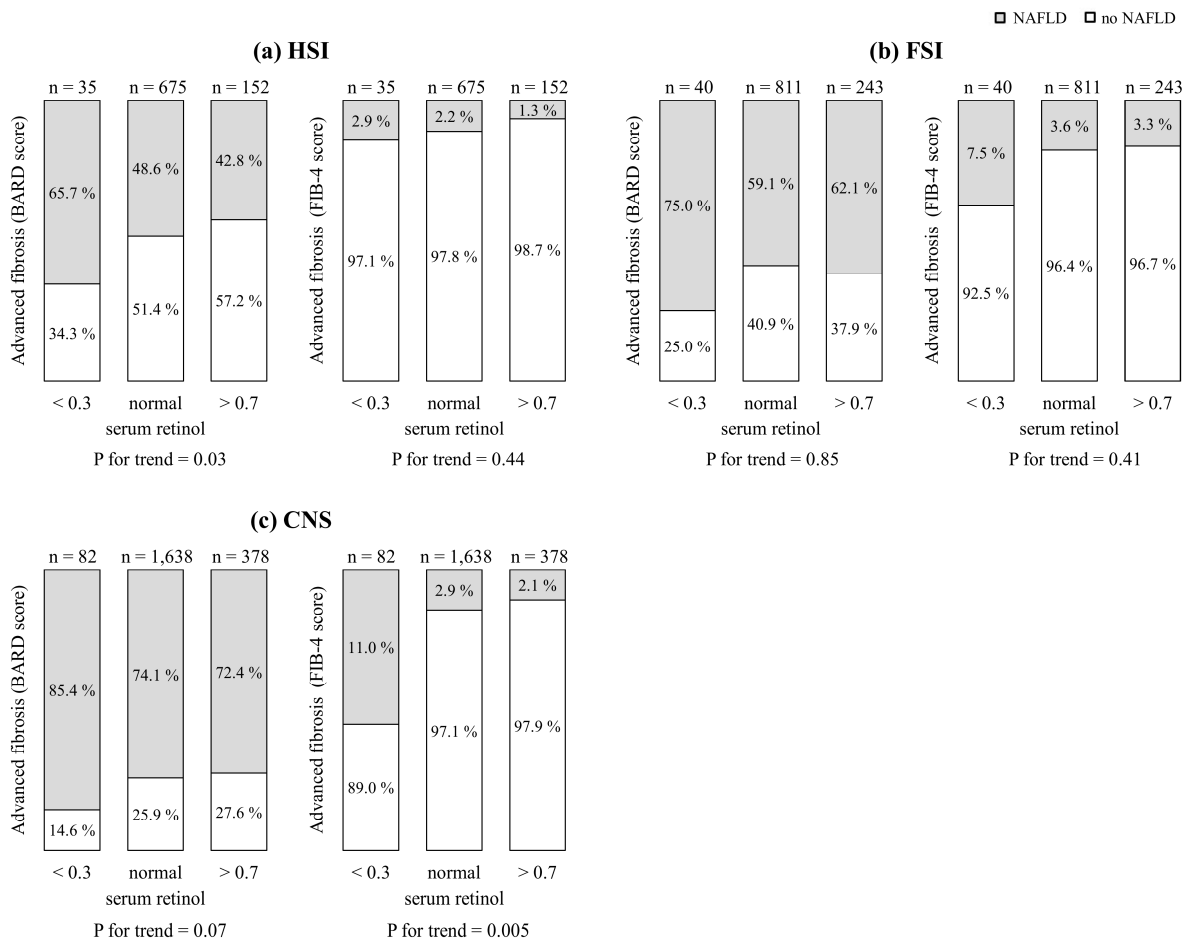 NAFLD no NAFLD
(a) HSI
n = 35 n = 675 n = 152
Advanced fibrosis (BARD score)
65.7 % 48.6 % 42.8 %
34.3 % 51.4 % 57.2 %
< 0.3 normal > 0.7
serum retinol
P for trend = 0.03
n = 35 n = 675 n = 152
Advanced fibrosis (FIB-4 score)
2.9 % 2.2 % 1.3 %
97.1 % 97.8 % 98.7 %
< 0.3 normal > 0.7
serum retinol
P for trend = 0.44
(b) FSI
n = 40 n = 811 n = 243
Advanced fibrosis (BARD score)
75.0 % 59.1 % 62.1 %
25.0 % 40.9 % 37.9 %
< 0.3 normal > 0.7
serum retinol
P for trend = 0.85
n = 40 n = 811 n = 243
Advanced fibrosis (FIB-4 score)
7.5 % 3.6 % 3.3 %
92.5 % 96.4 % 96.7 %
< 0.3 normal > 0.7
serum retinol
P for trend = 0.41
(c) CNS
n = 82 n = 1,638 n = 378
Advanced fibrosis (BARD score)
85.4 % 74.1 % 72.4 %
14.6 % 25.9 % 27.6 %
< 0.3 normal > 0.7
serum retinol
P for trend = 0.07
n = 82 n = 1,638 n = 378
Advanced fibrosis (FIB-4 score)
11.0 % 2.9 % 2.1 %
89.0 % 97.1 % 97.9 %
< 0.3 normal > 0.7
serum retinol
P for trend = 0.005